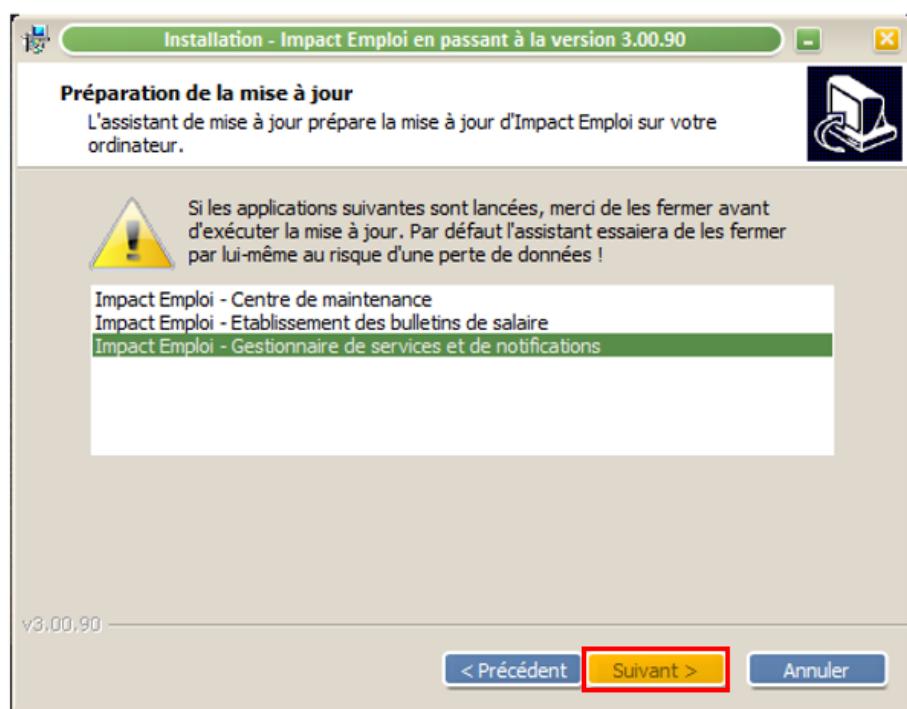 Installation - Impact Emploi en passant à la version 3.00.90
Préparation de la mise à jour
L'assistant de mise à jour prépare la mise à jour d'Impact Emploi sur votre
ordinateur.
Si les applications suivantes sont lancées, merci de les fermer avant
d'exécuter la mise à jour. Par défaut l'assistant essaiera de les fermer
par lui-même au risque d'une perte de données !
Impact Emploi - Centre de maintenance
Impact Emploi - Etablissement des bulletins de salaire
Impact Emploi - Gestionnaire de services et de notifications
v3.00.90
< Précédent
Suivant >
Annuler